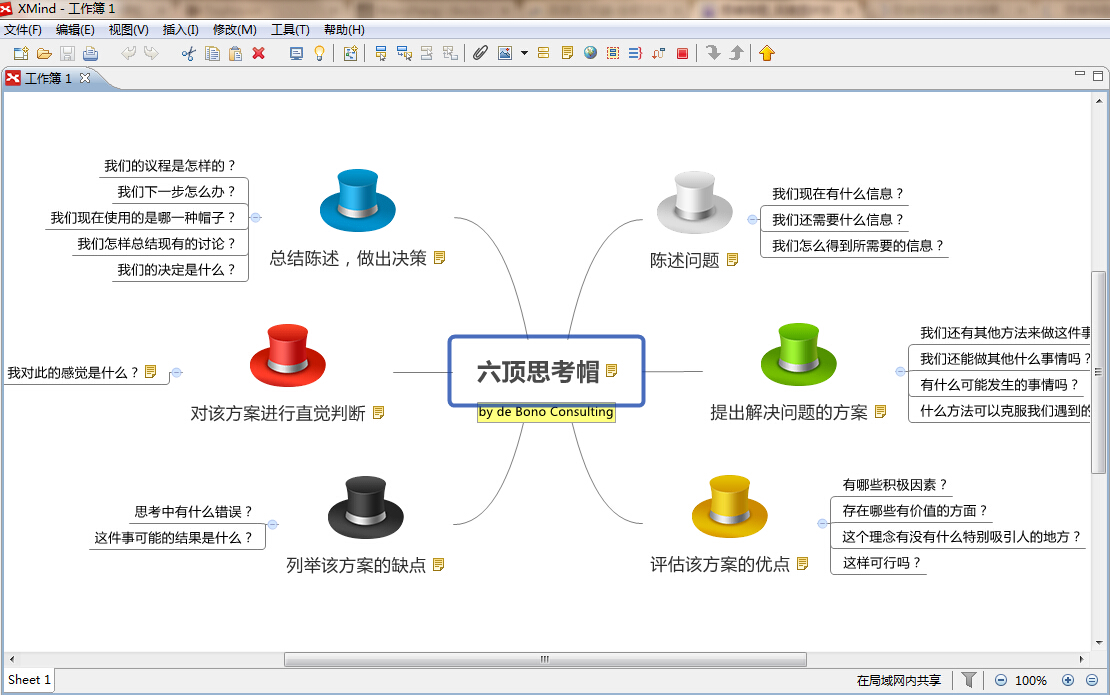 XMind - 工作簿 1
文件(F) 编辑(E) 视图(V) 插入(I) 修改(M) 工具(T) 帮助(H)
工作簿 1
我们的议程是怎样的？
我们下一步怎么办？
我们现在使用的是哪一种帽子？
我们怎样总结现有的讨论？
我们的决定是什么？
总结陈述，做出决策
陈述问题
我们现在有什么信息？
我们还需要什么信息？
我们怎么得到所需要的信息？
我对此的感觉是什么？
对该方案进行直觉判断
六顶思考帽
by de Bono Consulting
提出解决问题的方案
我们还有其他方法来做这件事
我们还能做其他什么事情吗？
有什么可能发生的事情吗？
什么方法可以克服我们遇到的
思考中有什么错误？
这件事可能的结果是什么？
列举该方案的缺点
评估该方案的优点
有哪些积极因素？
存在哪些有价值的方面？
这个理念有没有什么特别吸引人的地方？
这样可行吗？
Sheet 1
在局域网内共享
100%